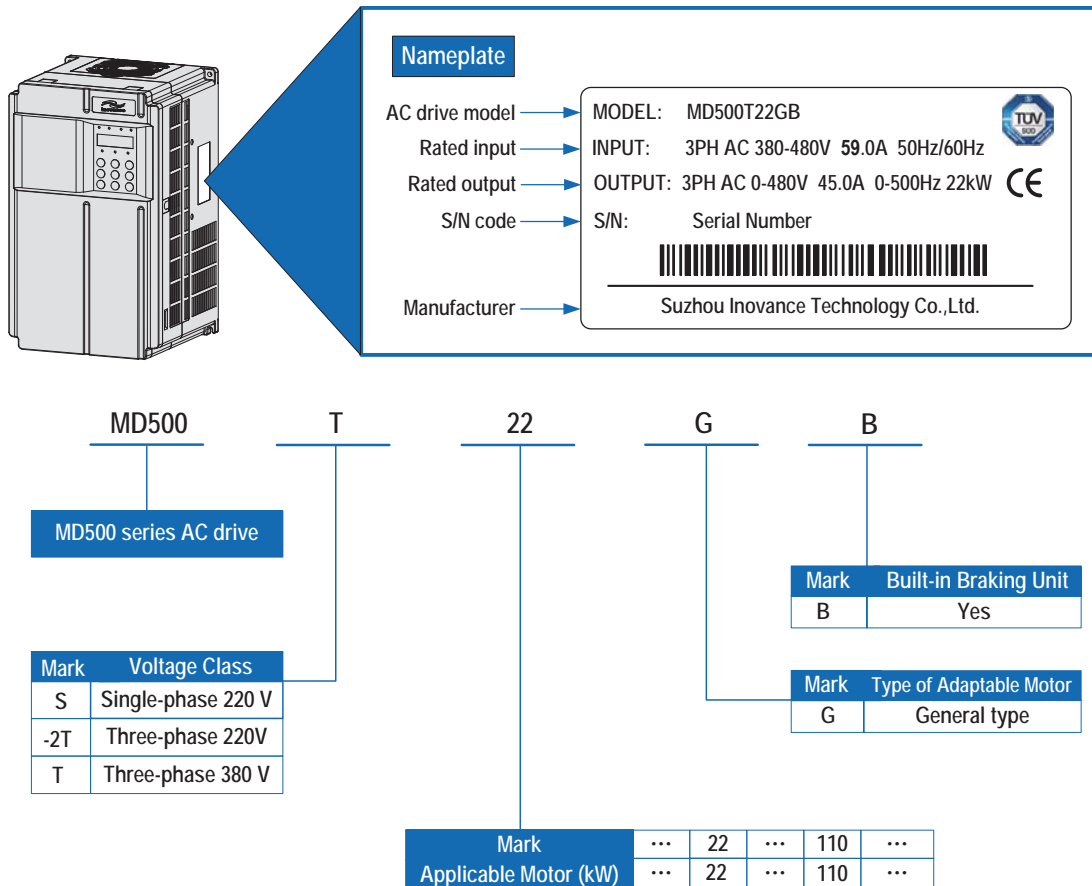 Nameplate
AC drive model
MODEL: MD500T22GB
Rated input
INPUT: 3PH AC 380-480V 59.0A 50Hz/60Hz
Rated output
OUTPUT: 3PH AC 0-480V 45.0A 0-500Hz 22kW
S/N code
S/N: Serial Number
Manufacturer
Suzhou Inovance Technology Co.,Ltd.
TÜV
SÜD
CE
MD500 T 22 G B
MD500 series AC drive
Mark Built-in Braking Unit
B Yes
Mark Voltage Class
S Single-phase 220 V
-2T Three-phase 220V
T Three-phase 380 V
Mark Type of Adaptable Motor
G General type
Mark ··· 22 ··· 110 ···
Applicable Motor (kW) ··· 22 ··· 110 ···